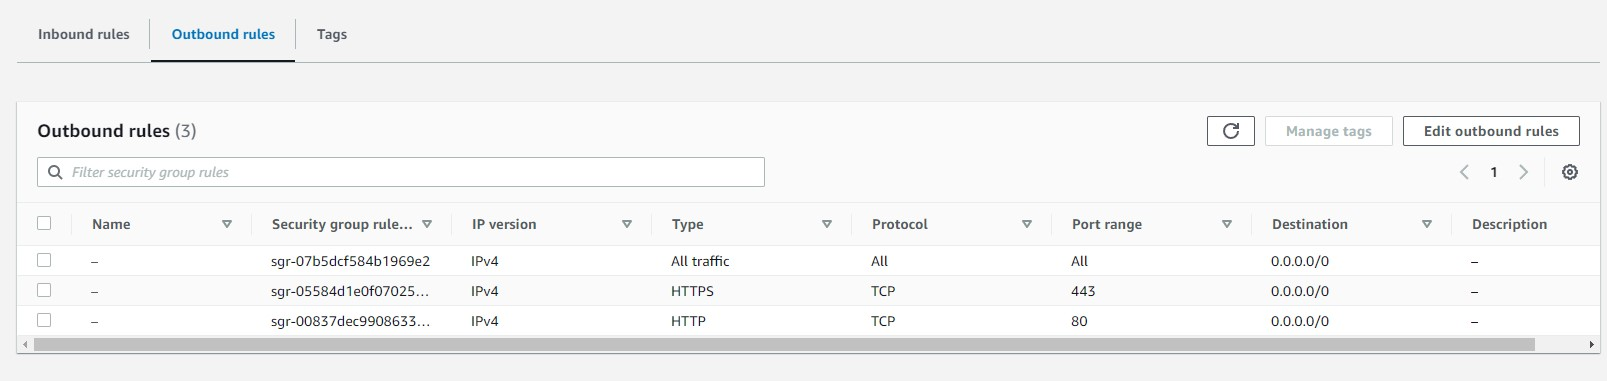 Inbound rules Outbound rules Tags
Outbound rules (3) Manage tags Edit outbound rules
Filter security group rules 1
Name Security group rule... IP version Type Protocol Port range Destination Description
– sgr-07b5dcf584b1969e2 IPv4 All traffic All All 0.0.0.0/0 –
– sgr-05584d1e0f07025... IPv4 HTTPS TCP 443 0.0.0.0/0 –
– sgr-00837dec9908633... IPv4 HTTP TCP 80 0.0.0.0/0 –